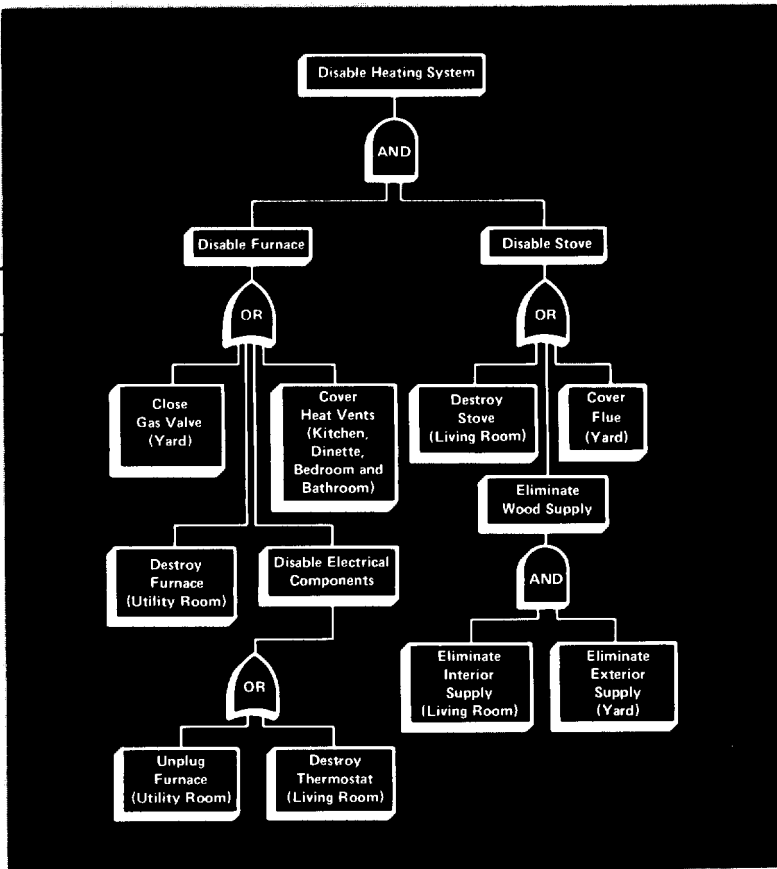 Disable Heating System
AND
Disable Furnace
Disable Stove
OR
OR
Close
Gas Valve
(Yard)
Cover
Heat Vents
(Kitchen,
Dinette,
Bedroom and
Bathroom)
Destroy
Stove
(Living Room)
Cover
Flue
(Yard)
Eliminate
Wood Supply
Destroy
Furnace
(Utility Room)
Disable Electrical
Components
AND
OR
Eliminate
Interior
Supply
(Living Room)
Eliminate
Exterior
Supply
(Yard)
Unplug
Furnace
(Utility Room)
Destroy
Thermostat
(Living Room)